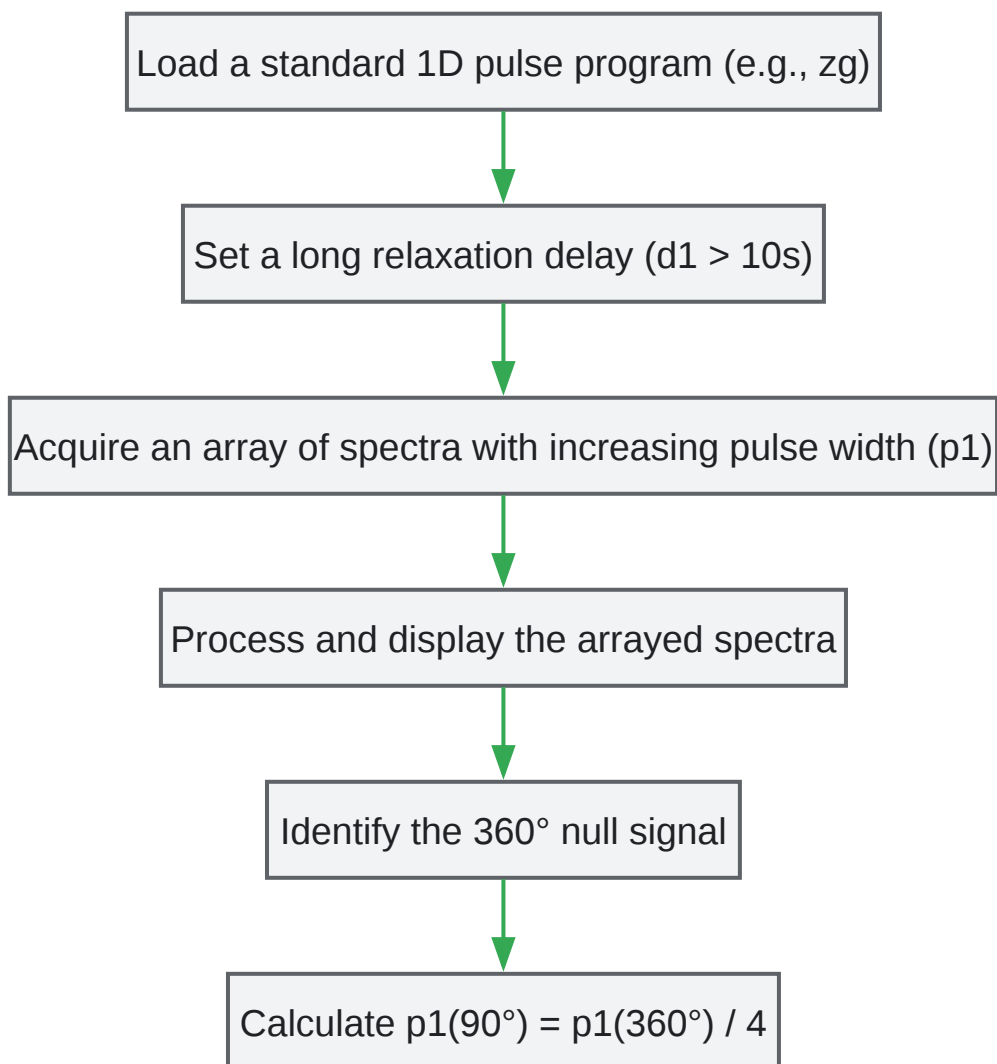 Load a standard 1D pulse program (e.g., zg)
Set a long relaxation delay (d1 > 10s)
Acquire an array of spectra with increasing pulse width (p1)
Process and display the arrayed spectra
Identify the 360° null signal
Calculate p1(90°) = p1(360°) / 4